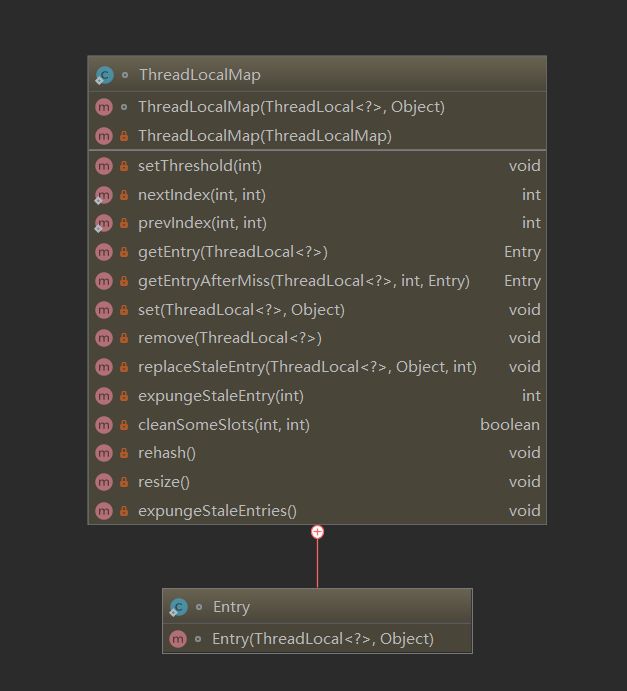 ThreadLocalMap
ThreadLocalMap(ThreadLocal<?>, Object)
ThreadLocalMap(ThreadLocalMap)
setThreshold(int) void
nextIndex(int, int) int
prevIndex(int, int) int
getEntry(ThreadLocal<?>) Entry
getEntryAfterMiss(ThreadLocal<?>, int, Entry) Entry
set(ThreadLocal<?>, Object) void
remove(ThreadLocal<?>) void
replaceStaleEntry(ThreadLocal<?>, Object, int) void
expungeStaleEntry(int) int
cleanSomeSlots(int, int) boolean
rehash() void
resize() void
expungeStaleEntries() void
Entry
Entry(ThreadLocal<?>, Object)